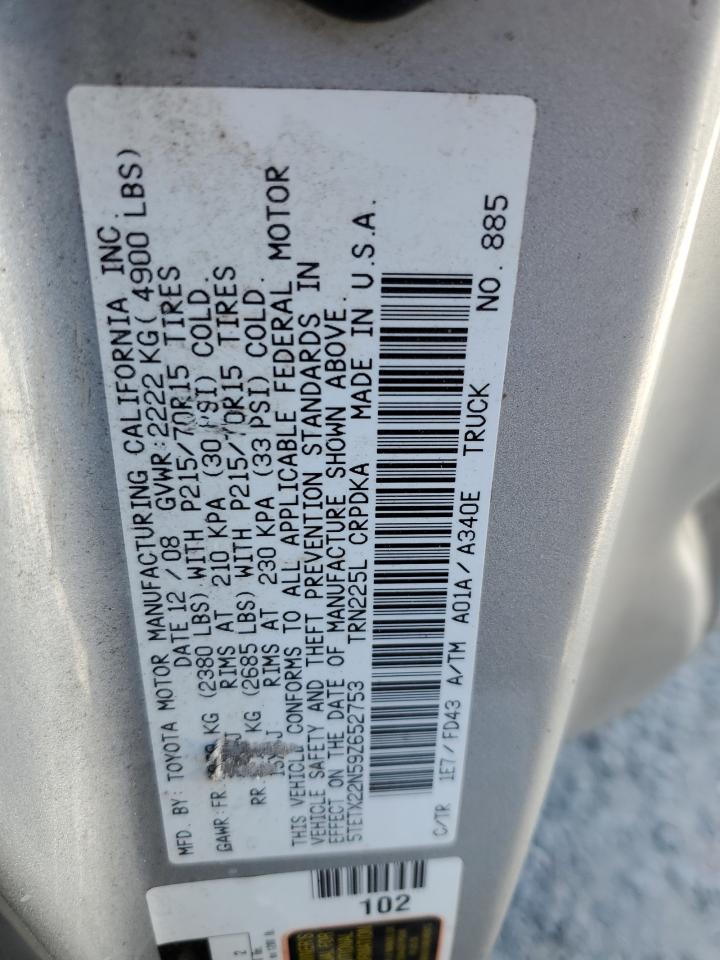 MFD. BY: TOYOTA MOTOR MANUFACTURING CALIFORNIA INC.
DATE 12 / 08 GVWR: 2222 KG( 4900 LBS)
GAWR: FR. KG (2380 LBS) WITH P215/70R15 TIRES
RIMS AT 210 KPA (30 PSI) COLD.
RR. KG (2685 LBS) WITH P215/70R15 TIRES
RIMS AT 230 KPA (33 PSI) COLD.
THIS VEHICLE CONFORMS TO ALL APPLICABLE FEDERAL MOTOR
VEHICLE SAFETY AND THEFT PREVENTION STANDARDS IN
EFFECT ON THE DATE OF MANUFACTURE SHOWN ABOVE.
5TETX22N59Z652753 TRN225L CRPDKA MADE IN U.S.A.
C/TR 1E7/FD43 A/TM A01A/A340E TRUCK NO. 885
102